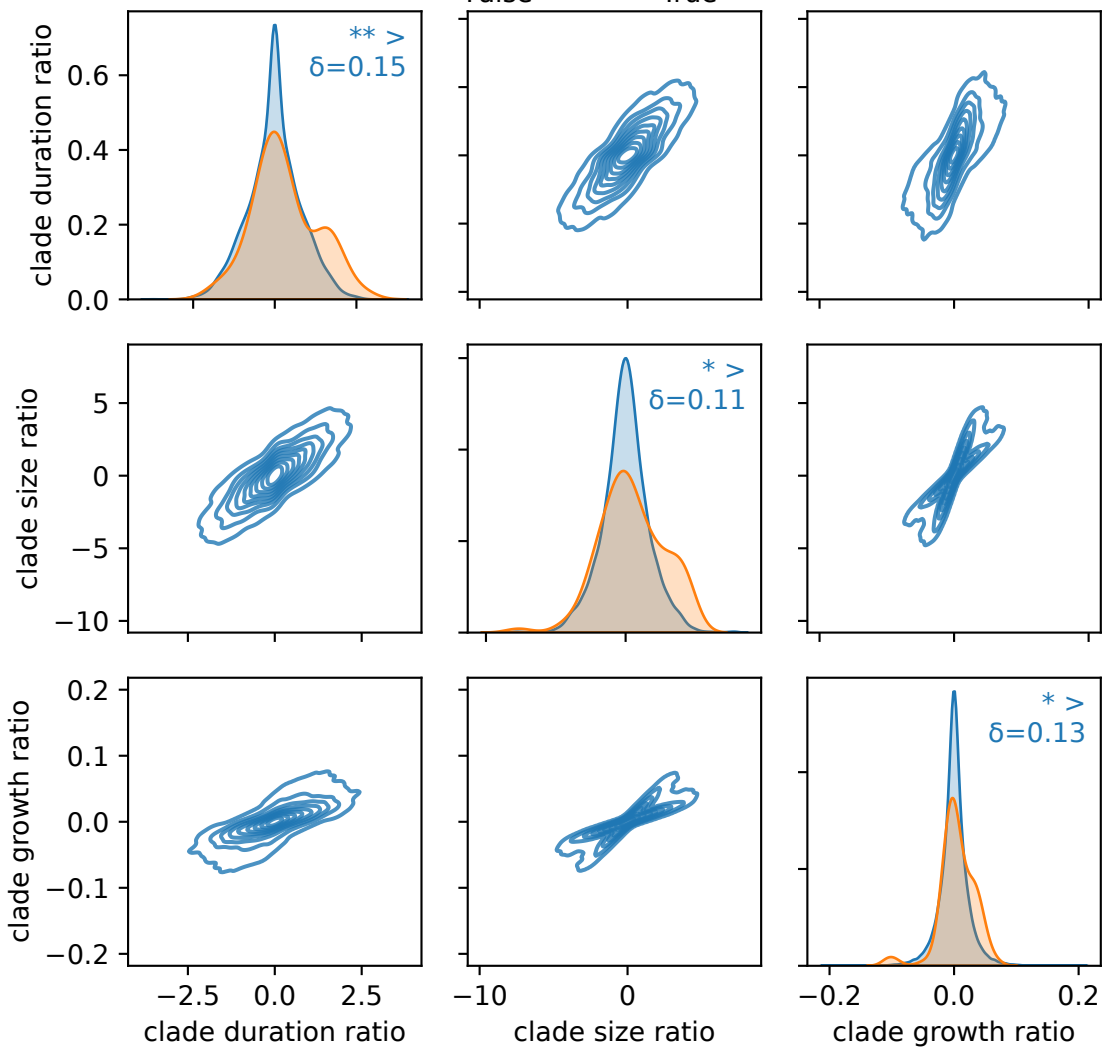 False True
clade duration ratio
0.6
0.4
0.2
0.0
** >
δ=0.15
clade size ratio
5
0
−5
−10
* >
δ=0.11
clade growth ratio
0.2
0.1
0.0
−0.1
−0.2
* >
δ=0.13
−2.5 0.0 2.5
−10 0
−0.2 0.0 0.2
clade duration ratio
clade size ratio
clade growth ratio